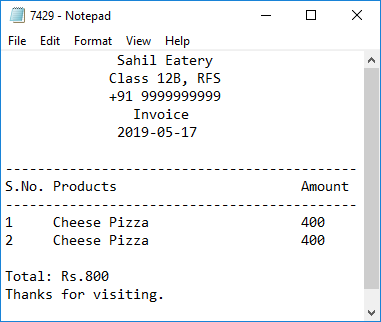 7429 - Notepad
File Edit Format View Help
Sahil Eatery
Class 12B, RFS
+91 9999999999
Invoice
2019-05-17
--------------------------------------------
S.No. Products Amount
--------------------------------------------
1 Cheese Pizza 400
2 Cheese Pizza 400
Total: Rs.800
Thanks for visiting.